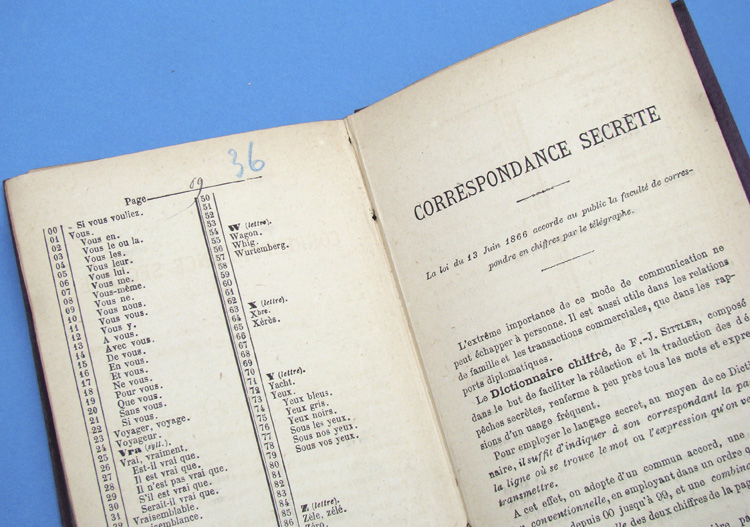 36
Page 89
00 - Si vous vouliez.
01 Vous.
02 Vous en.
03 Vous le ou la.
04 Vous les.
05 Vous leur.
06 Vous lui.
07 Vous me.
08 Vous-même.
09 Vous ne.
10 Vous nous.
11 Vous vous.
12 Vous y.
13 A vous.
14 Avec vous.
15 De vous.
16 En vous.
17 Et vous.
18 Ne vous.
19 Pour vous.
20 Que vous.
21 Sans vous.
22 Si vous.
23 Voyager, voyage.
24 Voyageur.
25 Vra (syll.).
26 Vrai, vraiment.
27 Est-il vrai que.
28 Il est vrai que.
29 Il n'est pas vrai que.
30 S'il est vrai que.
31 Serait-il vrai que.
Vraisemblable.
50
51
52
53
54 W (lettre).
55 Wagon.
56 Whig.
57 Wurtemberg.
58
59
60
61
62
63 X (lettre).
64 Xbre.
65 Xérès.
66
67
68
69
70
71 Y (lettre).
72 Yacht.
73 Yeux.
74 Yeux bleus.
75 Yeux gris.
76 Yeux noirs.
77 Sous les yeux.
78 Sous nos yeux.
79 Sous vos yeux.
80
81
82
83
84
85 Z (lettre).
86 Zèle, zélé.
Zéro.
CORRESPONDANCE SECRÈTE
La loi du 13 Juin 1866 accorde au public la faculté de corres-
pondre en chiffres par le télégraphe.
L'extrême importance de ce mode de communication ne
peut échapper à personne. Il est aussi utile dans les relations
de famille et les transactions commerciales, que dans les rap-
ports diplomatiques.
Le Dictionnaire chiffré, de F.-J. SITTLER, composé
dans le but de faciliter la rédaction et la traduction des dé
pêches secrètes, renferme à peu près tous les mots et expre
sions d'un usage fréquent.
Pour employer le langage secret, au moyen de ce Dicti
naire, il suffit d'indiquer à son correspondant la pa
la ligne où se trouve le mot ou l'expression qu'on ve
transmettre.
A cet effet, on adopte d'un commun accord, une
conventionnelle, en employant dans un ordre q
depuis 00 jusqu'à 99, et une combin
des deux chiffres de la pag